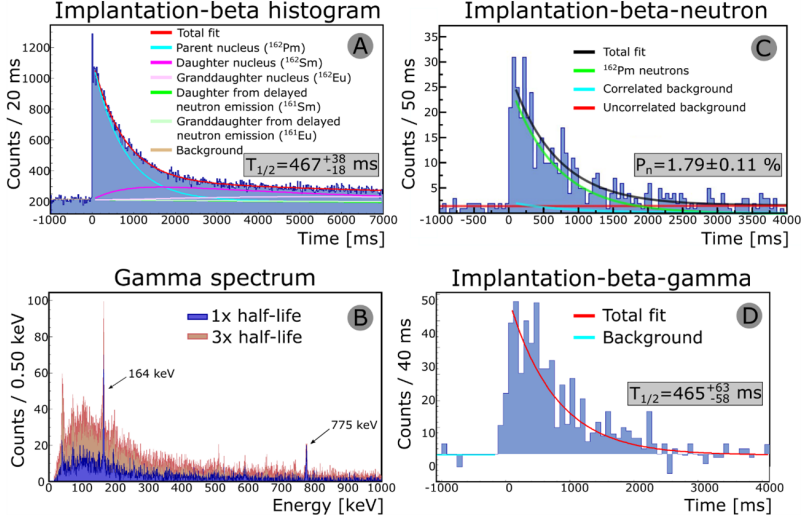 Implantation-beta histogram
A
Counts / 20 ms
1200
1000
800
600
400
200
Total fit
Parent nucleus (¹⁶²Pm)
Daughter nucleus (¹⁶²Sm)
Granddaughter nucleus (¹⁶²Eu)
Daughter from delayed
neutron emission (¹⁶¹Sm)
Granddaughter from delayed
neutron emission (¹⁶¹Eu)
Background
T₁/₂=467⁺³⁸₋₁₈ ms
-1000 0 1000 2000 3000 4000 5000 6000 7000
Time [ms]
Implantation-beta-neutron
C
Counts / 50 ms
35
30
25
20
15
10
5
0
Total fit
¹⁶²Pm neutrons
Correlated background
Uncorrelated background
Pₙ=1.79±0.11 %
-1000 -500 0 500 1000 1500 2000 2500 3000 3500 4000
Time [ms]
Gamma spectrum
B
Counts / 0.50 keV
100
80
60
40
20
0
1x half-life
3x half-life
164 keV
775 keV
0 100 200 300 400 500 600 700 800 900 1000
Energy [keV]
Implantation-beta-gamma
D
Counts / 40 ms
50
40
30
20
10
0
Total fit
Background
T₁/₂=465⁺⁶³₋₅₈ ms
-1000 0 1000 2000 3000 4000
Time [ms]